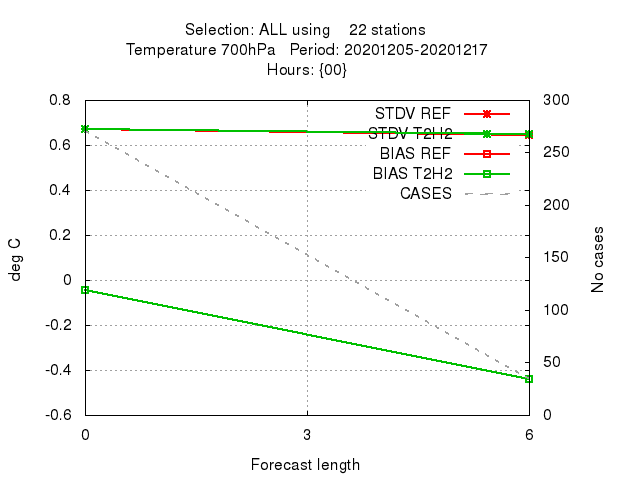 Selection: ALL using 22 stations
Temperature 700hPa Period: 20201205-20201217
Hours: {00}
0.8
0.6
0.4
0.2
0
-0.2
-0.4
-0.6
deg C
STDV REF
STDV T2H2
BIAS REF
BIAS T2H2
CASES
300
250
200
150
100
50
0
No cases
0 3 6
Forecast length